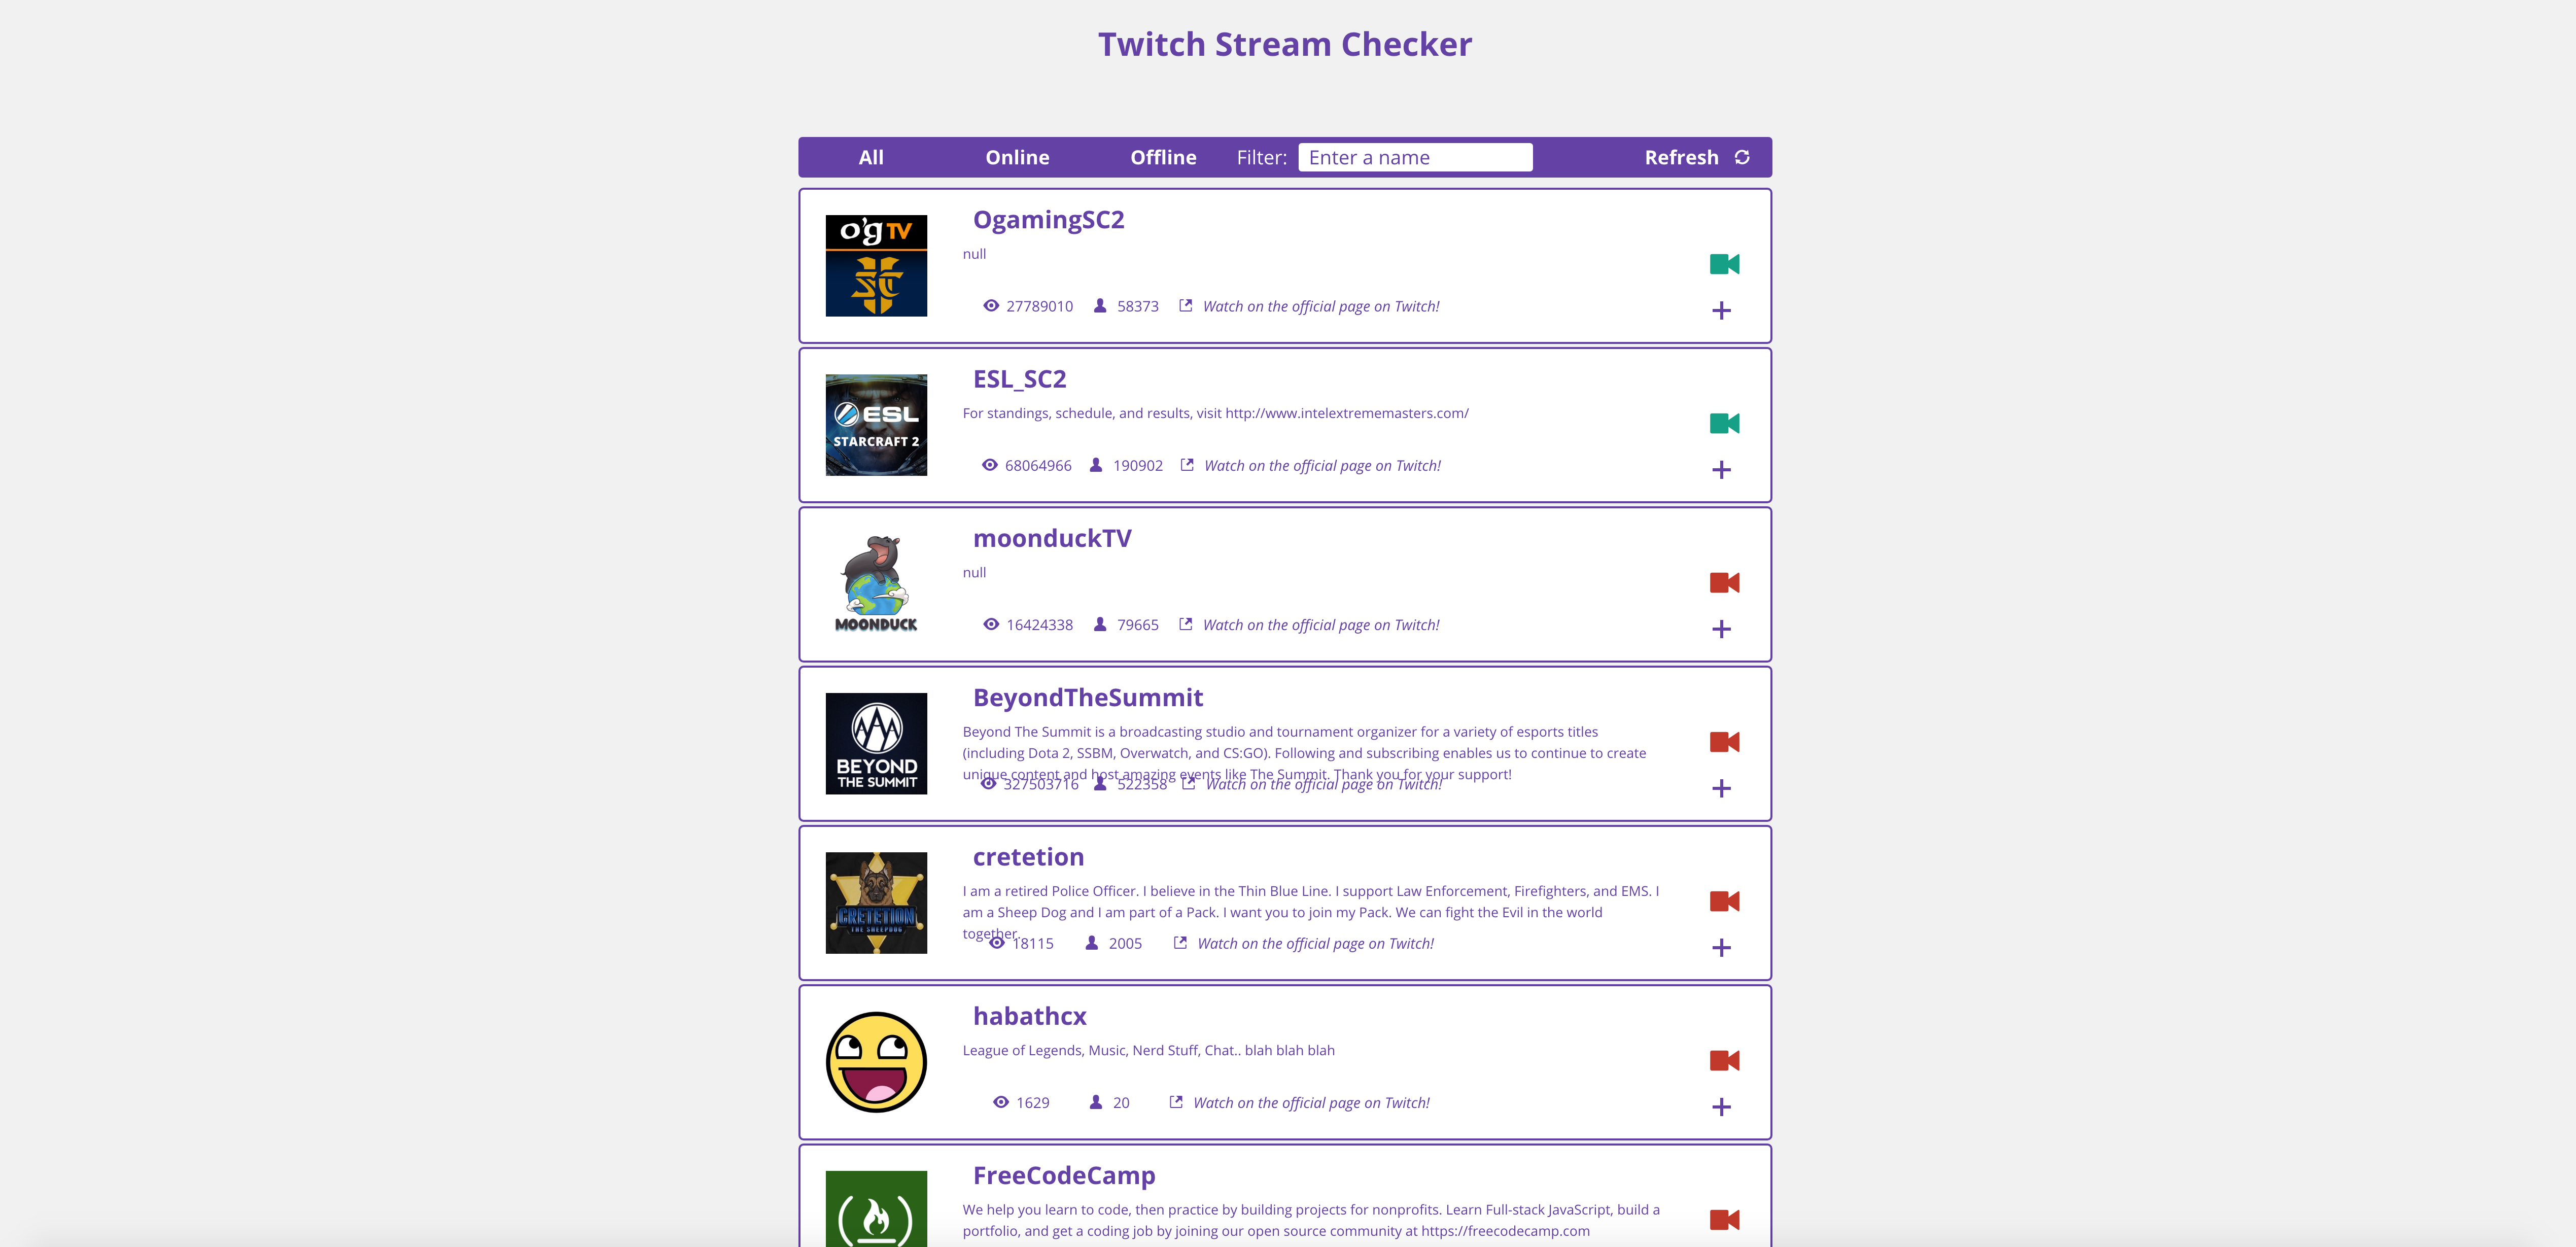 Twitch Stream Checker
All Online Offline Filter: Enter a name Refresh
o'g TV
SC
OgamingSC2
null
27789010 58373 Watch on the official page on Twitch!
ESL
STARCRAFT 2
ESL_SC2
For standings, schedule, and results, visit http://www.intelextrememasters.com/
68064966 190902 Watch on the official page on Twitch!
MOONDUCK
moonduckTV
null
16424338 79665 Watch on the official page on Twitch!
BEYOND
THE SUMMIT
BeyondTheSummit
Beyond The Summit is a broadcasting studio and tournament organizer for a variety of esports titles
(including Dota 2, SSBM, Overwatch, and CS:GO). Following and subscribing enables us to continue to create
unique content and host amazing events like The Summit. Thank you for your support!
327503716 522358 Watch on the official page on Twitch!
CRETETION
THE SHEEPDOG
cretetion
I am a retired Police Officer. I believe in the Thin Blue Line. I support Law Enforcement, Firefighters, and EMS. I
am a Sheep Dog and I am part of a Pack. I want you to join my Pack. We can fight the Evil in the world
together.
18115 2005 Watch on the official page on Twitch!
habathcx
League of Legends, Music, Nerd Stuff, Chat.. blah blah blah
1629 20 Watch on the official page on Twitch!
FreeCodeCamp
We help you learn to code, then practice by building projects for nonprofits. Learn Full-stack JavaScript, build a
portfolio, and get a coding job by joining our open source community at https://freecodecamp.com